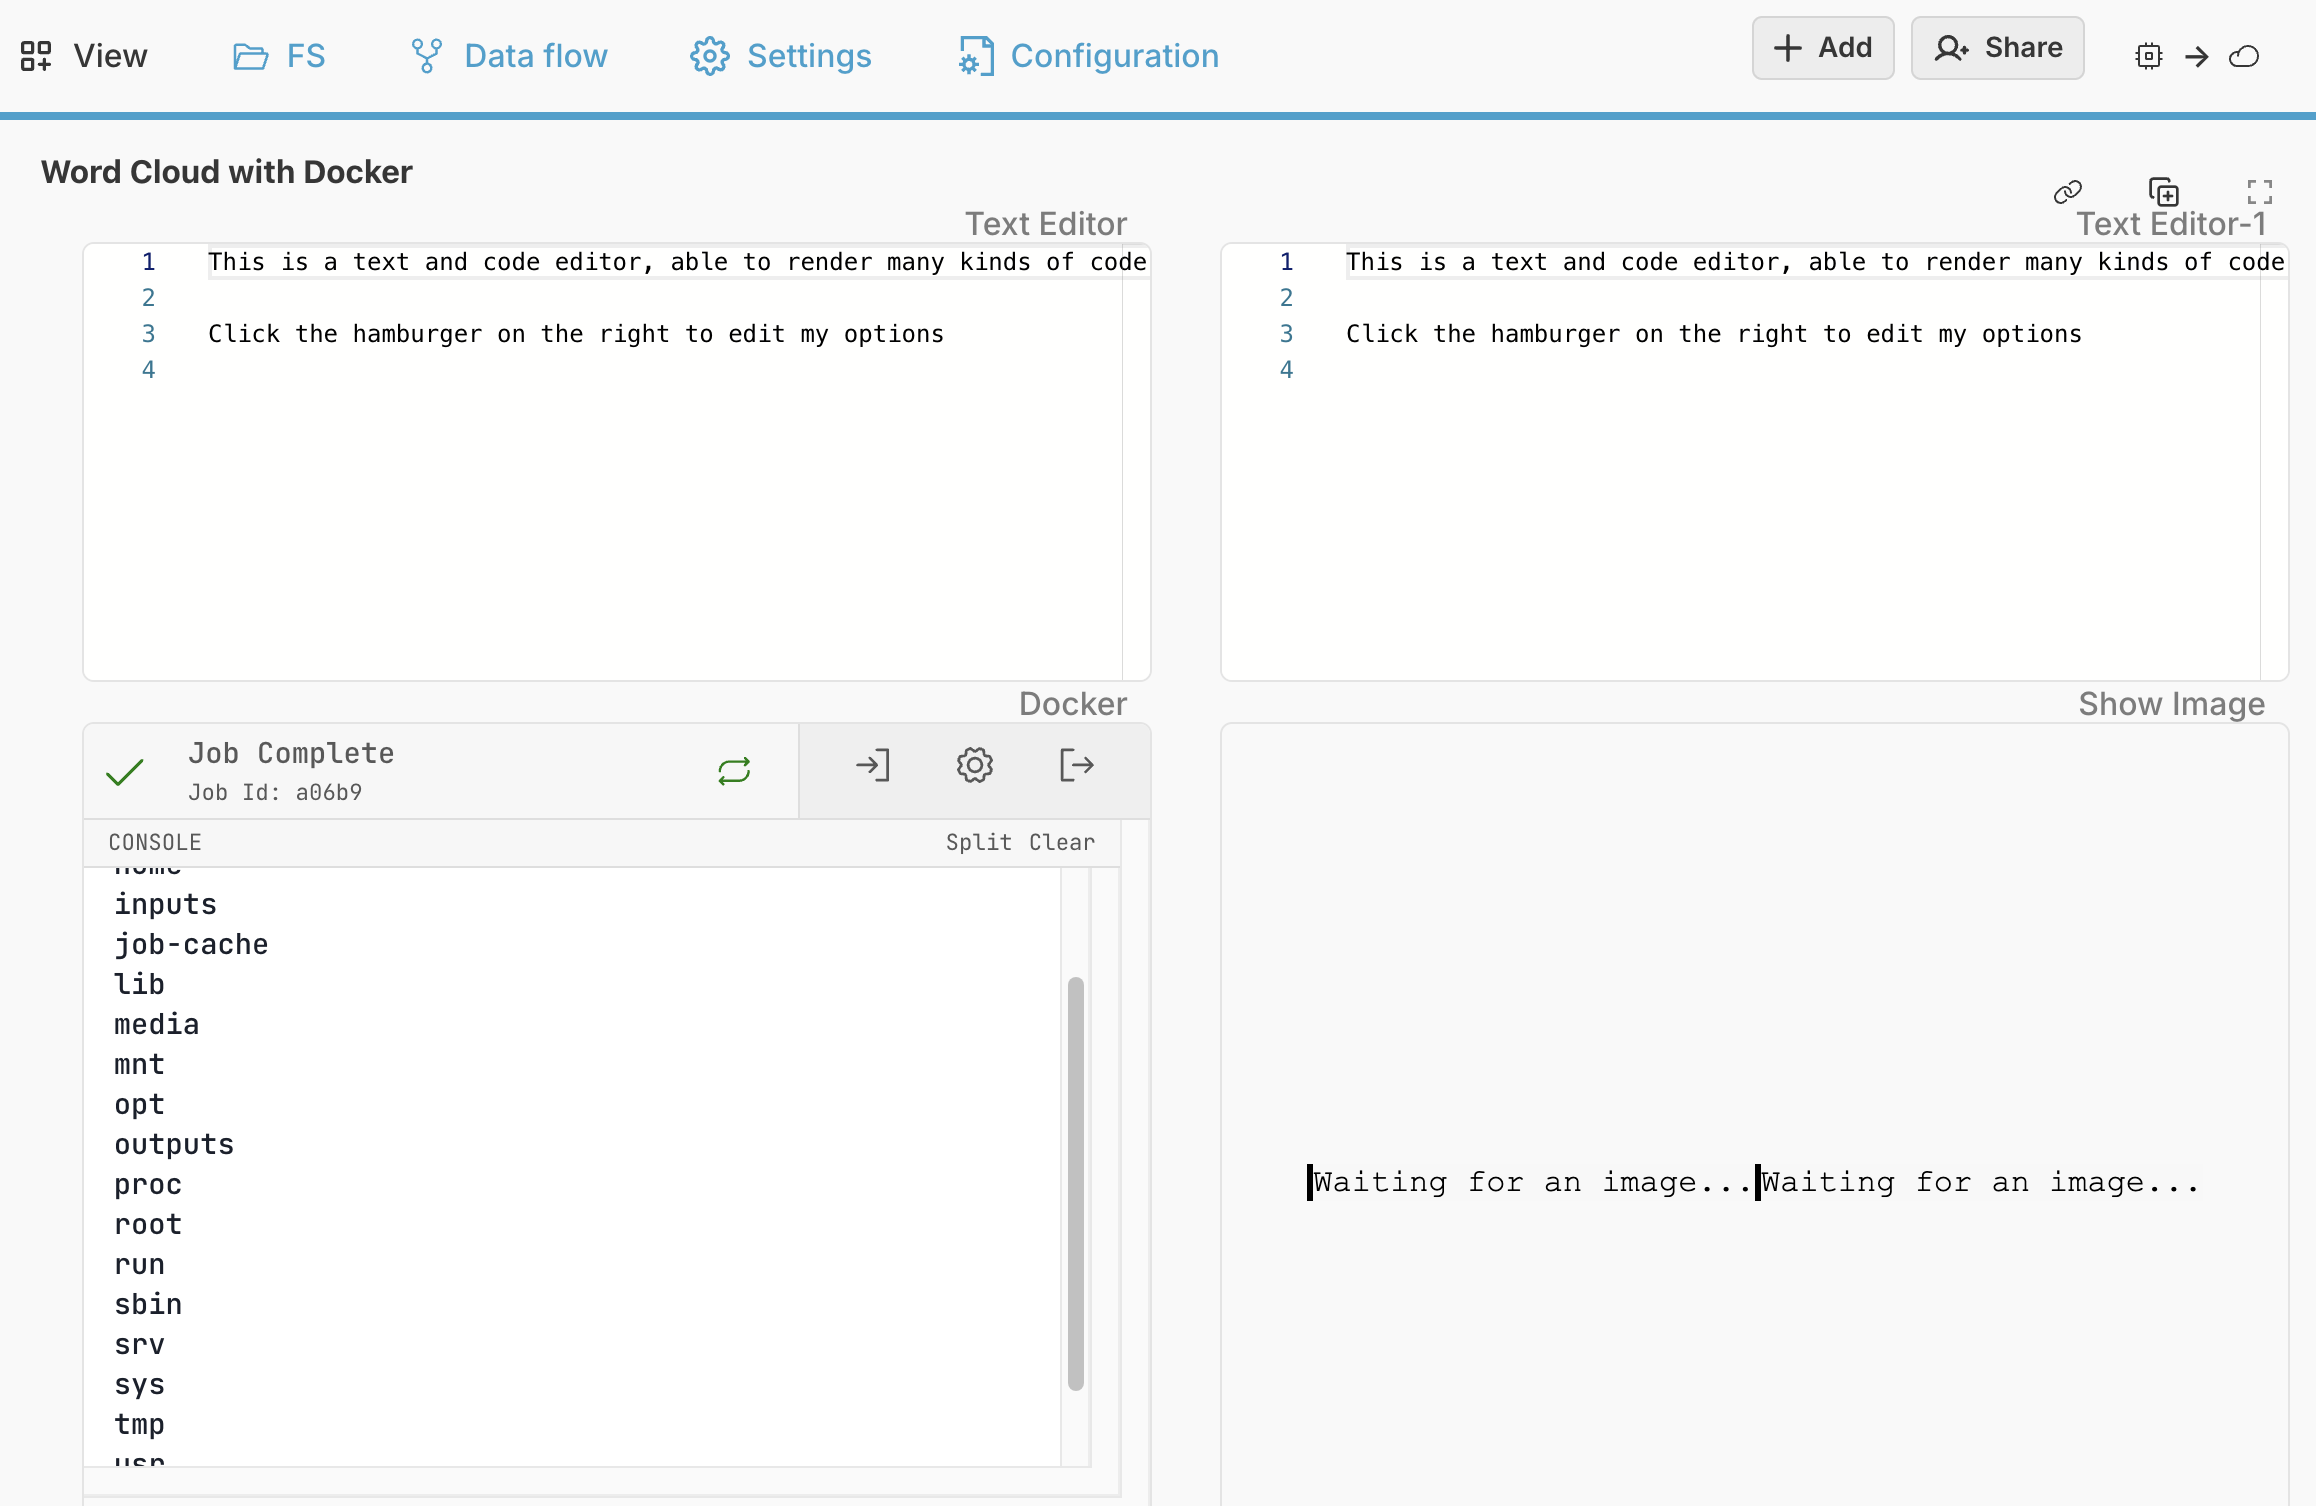 View FS Data flow Settings Configuration Add Share
Word Cloud with Docker
Text Editor
1 This is a text and code editor, able to render many kinds of code
2
3 Click the hamburger on the right to edit my options
4
Text Editor-1
1 This is a text and code editor, able to render many kinds of code
2
3 Click the hamburger on the right to edit my options
4
Docker
Job Complete
Job Id: a06b9
CONSOLE Split Clear
home
inputs
job-cache
lib
media
mnt
opt
outputs
proc
root
run
sbin
srv
sys
tmp
usr
Show Image
Waiting for an image...Waiting for an image...